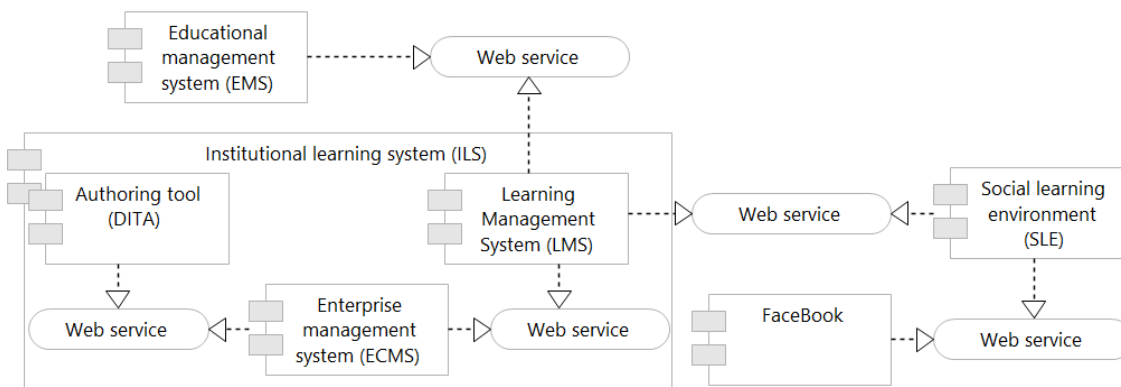 Educational
management
system (EMS)
Web service
Institutional learning system (ILS)
Authoring tool
(DITA)
Learning
Management
System (LMS)
Web service
Social learning
environment
(SLE)
Web service
Enterprise
management
system (ECMS)
Web service
FaceBook
Web service